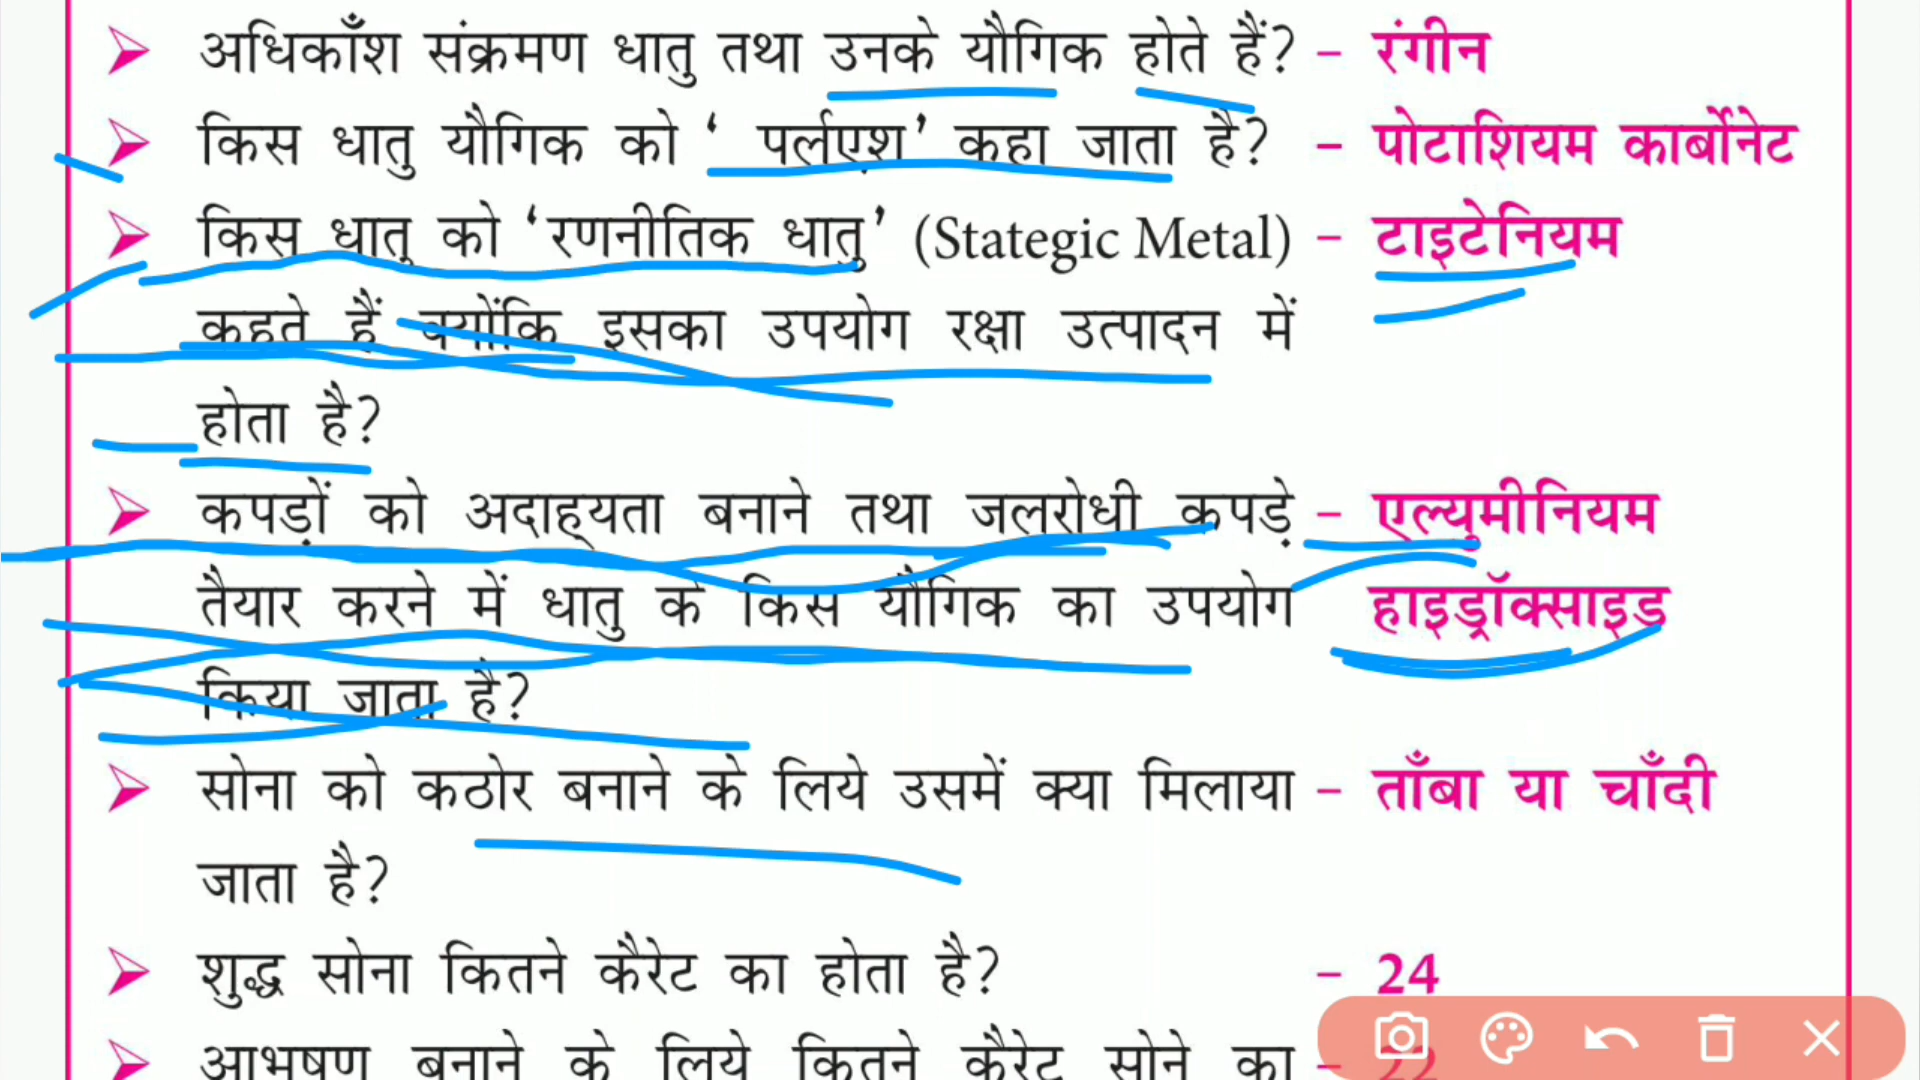 अधिकाँश संक्रमण धातु तथा उनके यौगिक होते हैं? – रंगीन
किस धातु यौगिक को ‘ पर्लएश’ कहा जाता है? – पोटाशियम कार्बोनेट
किस धातु को ‘रणनीतिक धातु’ (Stategic Metal) – टाइटेनियम
कहते हैं क्योंकि इसका उपयोग रक्षा उत्पादन में
होता है?
कपड़ों को अदाह्यता बनाने तथा जलरोधी कपड़े – एल्युमीनियम
तैयार करने में धातु के किस यौगिक का उपयोग हाइड्रॉक्साइड
किया जाता है?
सोना को कठोर बनाने के लिये उसमें क्या मिलाया – ताँबा या चाँदी
जाता है?
शुद्ध सोना कितने कैरेट का होता है? – 24
आभूषण बनाने के लिये कितने कैरेट सोने का – 22